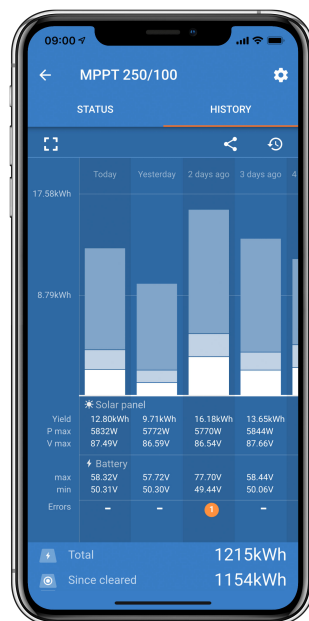 09:00
MPPT 250/100
STATUS HISTORY
Today Yesterday 2 days ago 3 days ago 4
17.58kWh
8.79kWh
Solar panel
Yield 12.80kWh 9.71kWh 16.18kWh 13.65kWh
P max 5832W 5772W 5770W 5844W
V max 87.49V 86.59V 86.54V 87.66V
Battery
max 58.32V 57.72V 77.70V 58.44V
min 50.31V 50.30V 49.44V 50.06V
Errors – – 1 –
Total 1215kWh
Since cleared 1154kWh